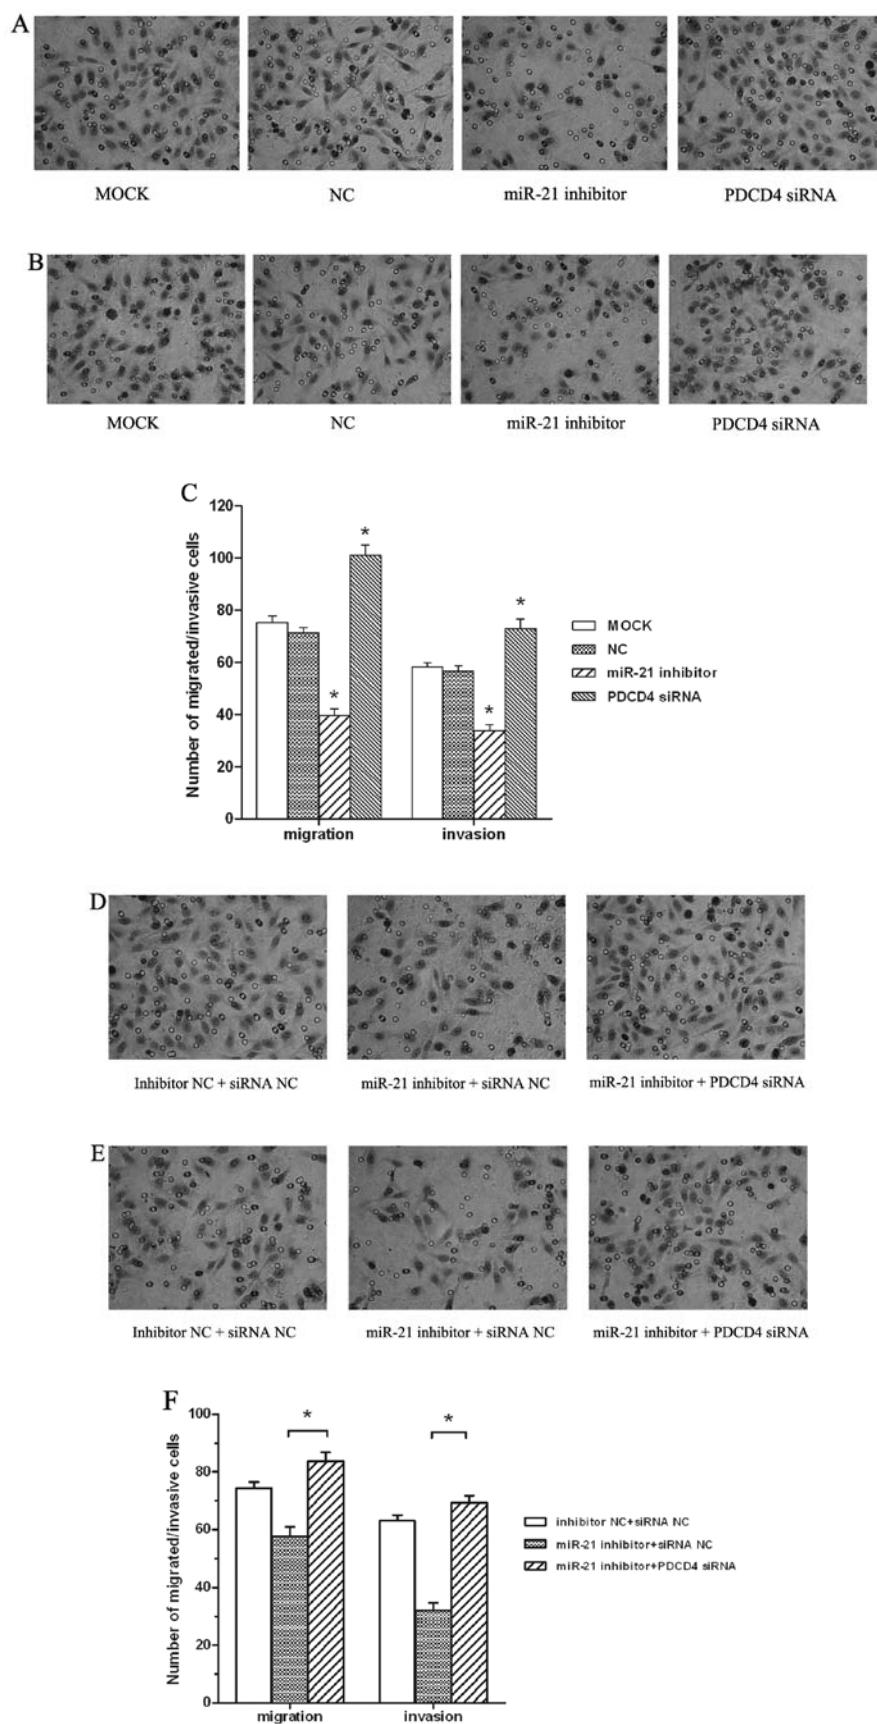 A
MOCK NC miR-21 inhibitor PDCD4 siRNA
B
MOCK NC miR-21 inhibitor PDCD4 siRNA
C
Number of migrated/invasive cells
120
100
80
60
40
20
0
* * * *
migration invasion
MOCK
NC
miR-21 inhibitor
PDCD4 siRNA
D
Inhibitor NC + siRNA NC miR-21 inhibitor + siRNA NC miR-21 inhibitor + PDCD4 siRNA
E
Inhibitor NC + siRNA NC miR-21 inhibitor + siRNA NC miR-21 inhibitor + PDCD4 siRNA
F
Number of migrated/invasive cells
100
80
60
40
20
0
* *
migration invasion
inhibitor NC+siRNA NC
miR-21 inhibitor+siRNA NC
miR-21 inhibitor+PDCD4 siRNA